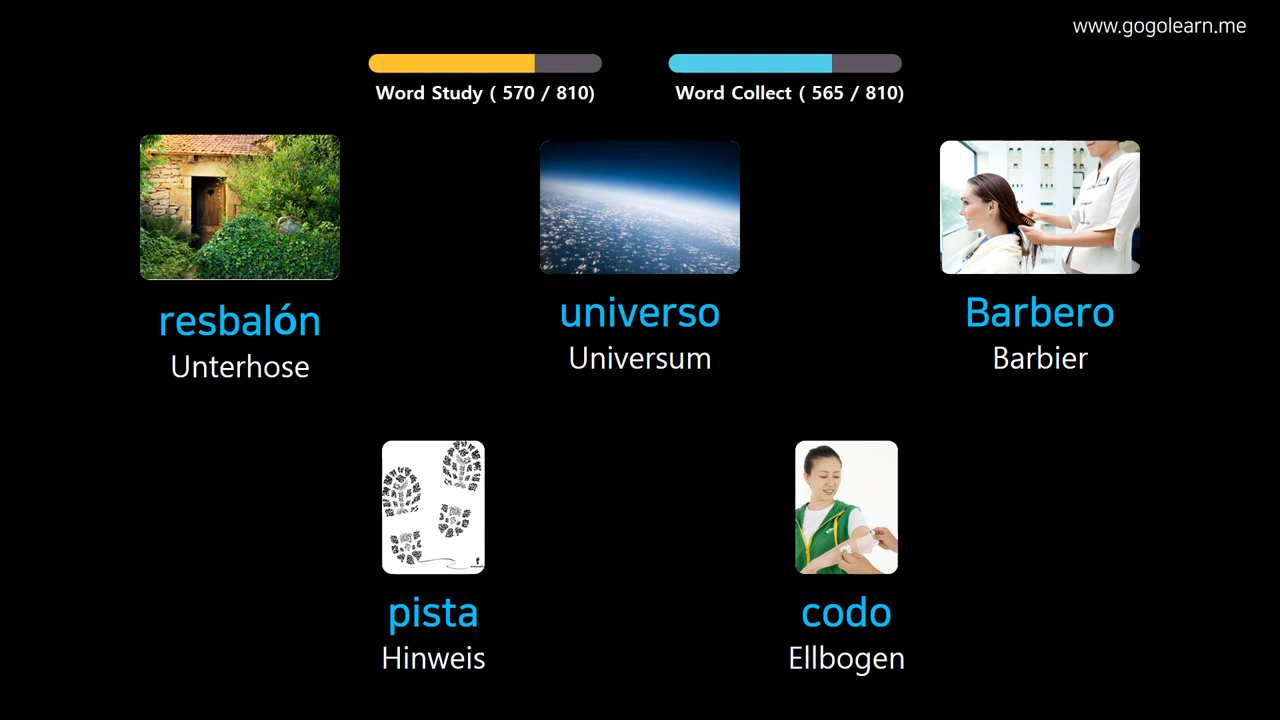 www.gogolearn.me
Word Study ( 570 / 810)
Word Collect ( 565 / 810)
resbalón
Unterhose
universo
Universum
Barbero
Barbier
pista
Hinweis
codo
Ellbogen